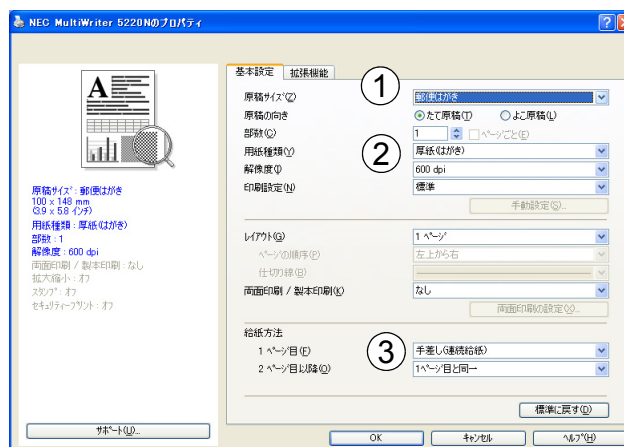 NEC MultiWriter 5220Nのプロパティ
基本設定 拡張機能
A
原稿サイズ(Z) ① 郵便はがき
原稿の向き たて原稿(T) よこ原稿(L)
部数(C) 1 ページごと(E)
用紙種類(Y) ② 厚紙(はがき)
解像度(I) 600 dpi
印刷設定(N) 標準
手動設定(S)...
レイアウト(G) 1 ページ
ページの順序(P) 左上から右
仕切り線(B)
両面印刷 / 製本印刷(K) なし
両面印刷の設定(X)...
給紙方法
1 ページ目(F) ③ 手差し(連続給紙)
2 ページ目以降(O) 1ページ目と同一
標準に戻す(D)
原稿サイズ : 郵便はがき
100 x 148 mm
(3.9 x 5.8 インチ)
用紙種類 : 厚紙(はがき)
部数 : 1
解像度 : 600 dpi
両面印刷 / 製本印刷 : なし
拡大縮小 : オフ
スタンプ : オフ
セキュリティープリント : オフ
サポート(U)...
OK キャンセル ヘルプ(H)